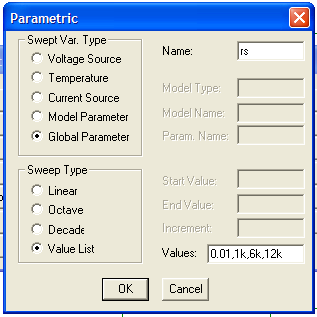 Parametric
Swept Var. Type
Voltage Source
Temperature
Current Source
Model Parameter
Global Parameter
Name: rs
Model Type:
Model Name:
Param. Name:
Sweep Type
Linear
Octave
Decade
Value List
Start Value:
End Value:
Increment:
Values: 0.01,1k,6k,12k
OK
Cancel